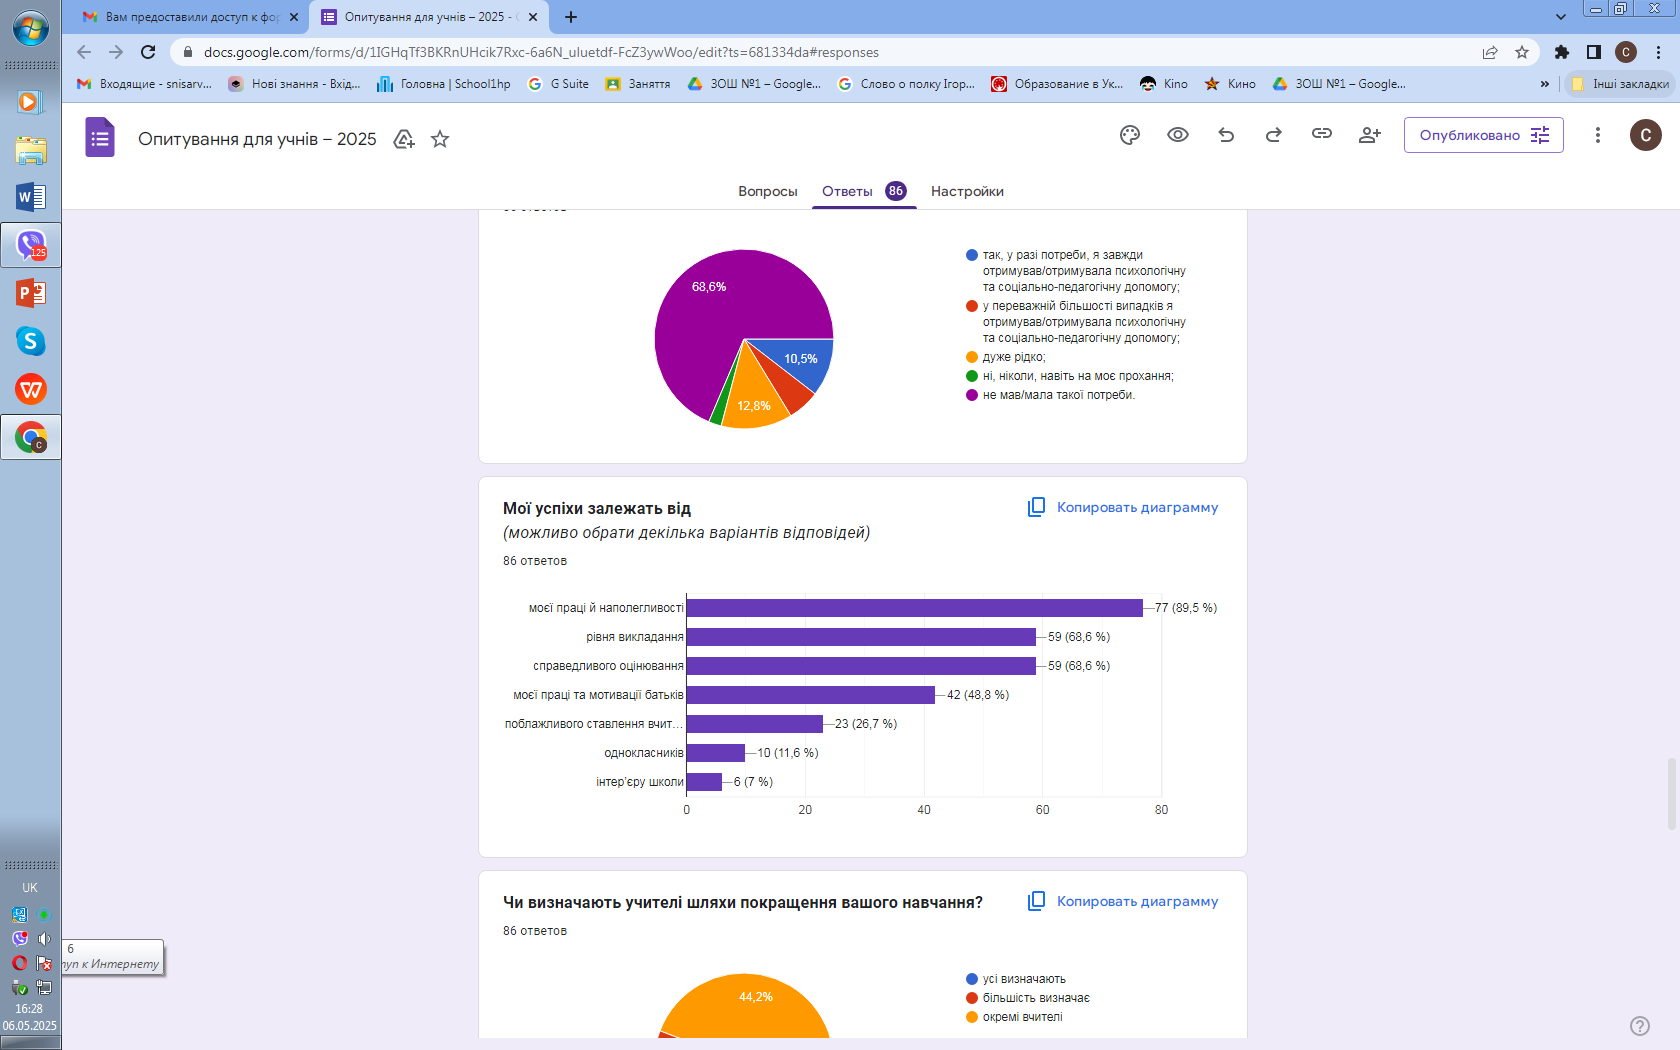 Вам предоставили доступ к фор
Опитування для учнів – 2025 -
docs.google.com/forms/d/1IGHqTf3BKRnUHcik7Rxc-6a6N_uluetdf-FcZ3ywWoo/edit?ts=681334da#responses
C
Входящие - snisarv...
Нові знання - Вхід...
Головна | School1hp
G Suite
Заняття
ЗОШ №1 – Google...
Слово о полку Ігор...
Образование в Ук...
Kino
Кино
ЗОШ №1 – Google...
»
Інші закладки
Опитування для учнів – 2025
Опубликовано
C
Вопросы
Ответы 86
Настройки
68,6%
10,5%
12,8%
так, у разі потреби, я завжди
отримував/отримувала психологічну
та соціально-педагогічну допомогу;
у переважній більшості випадків я
отримував/отримувала психологічну
та соціально-педагогічну допомогу;
дуже рідко;
ні, ніколи, навіть на моє прохання;
не мав/мала такої потреби.
Мої успіхи залежать від
Копировать диаграмму
(можливо обрати декілька варіантів відповідей)
86 ответов
моєї праці й наполегливості 77 (89,5 %)
рівня викладання 59 (68,6 %)
справедливого оцінювання 59 (68,6 %)
моєї праці та мотивації батьків 42 (48,8 %)
поблажливого ставлення вчит... 23 (26,7 %)
однокласників 10 (11,6 %)
інтер'єру школи 6 (7 %)
0 20 40 60 80
Чи визначають учителі шляхи покращення вашого навчання?
Копировать диаграмму
86 ответов
44,2%
усі визначають
більшість визначає
окремі вчителі
W
125
P
S
W
C
UK
6
туп к Интернету
16:28
06.05.2025